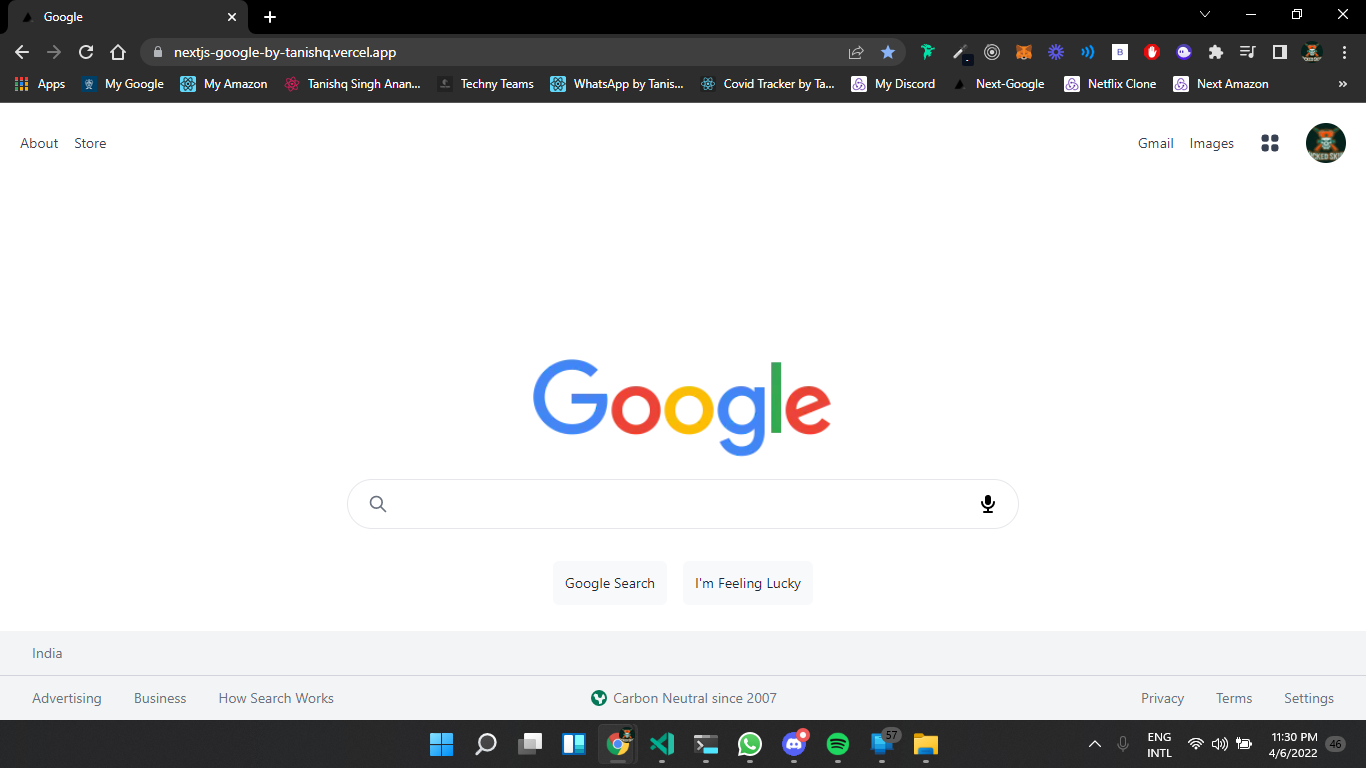 Google
nextjs-google-by-tanishq.vercel.app
Apps My Google My Amazon Tanishq Singh Anan... Techny Teams WhatsApp by Tanis... Covid Tracker by Ta... My Discord Next-Google Netflix Clone Next Amazon »
About Store Gmail Images
Google
Google Search I'm Feeling Lucky
India
Advertising Business How Search Works Carbon Neutral since 2007 Privacy Terms Settings
57
ENG
INTL
11:30 PM
4/6/2022
46